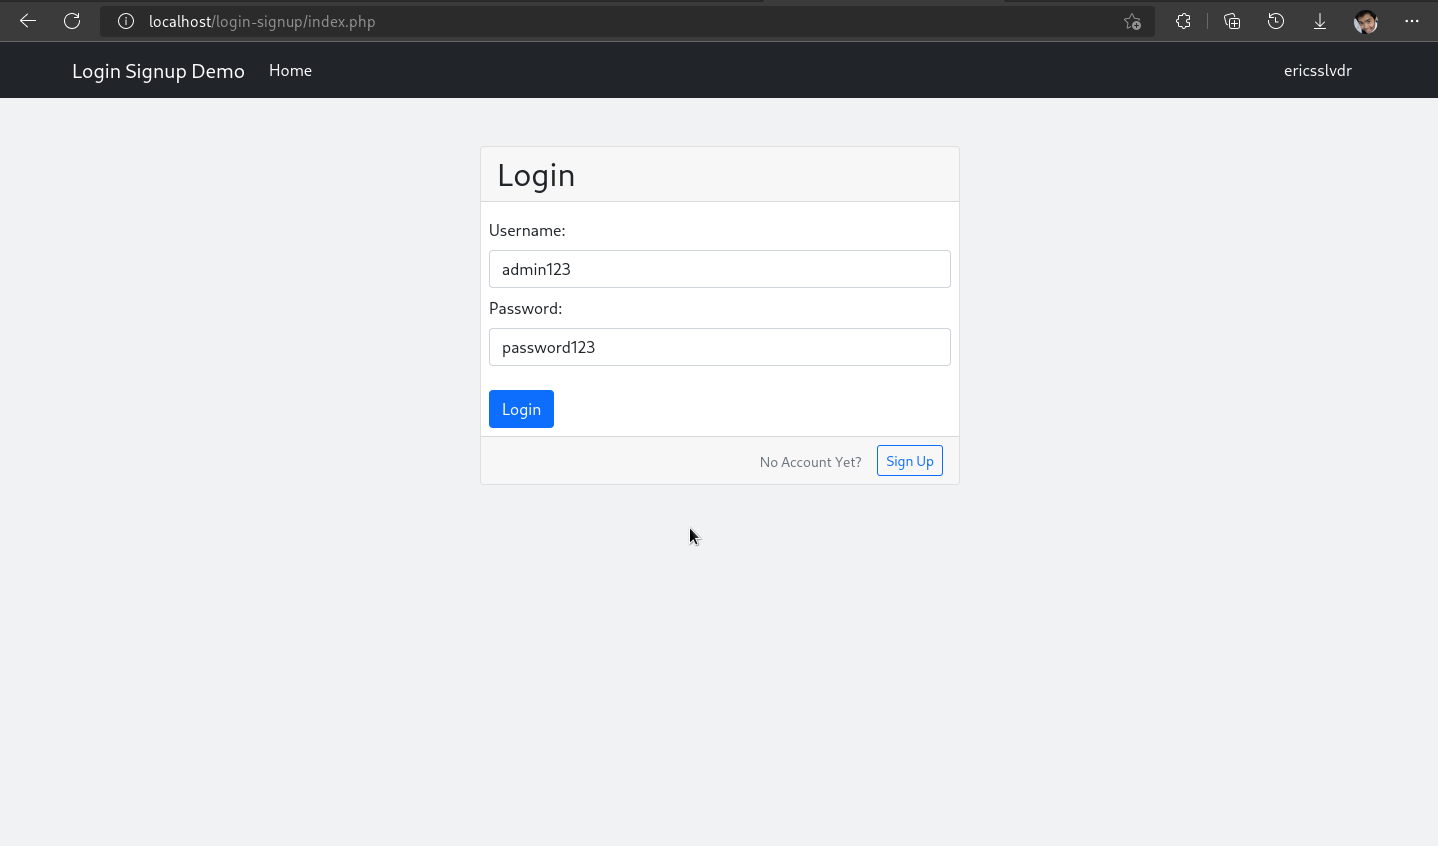 localhost/login-signup/index.php
Login Signup Demo Home ericsslvdr
Login
Username:
admin123
Password:
password123
Login
No Account Yet? Sign Up